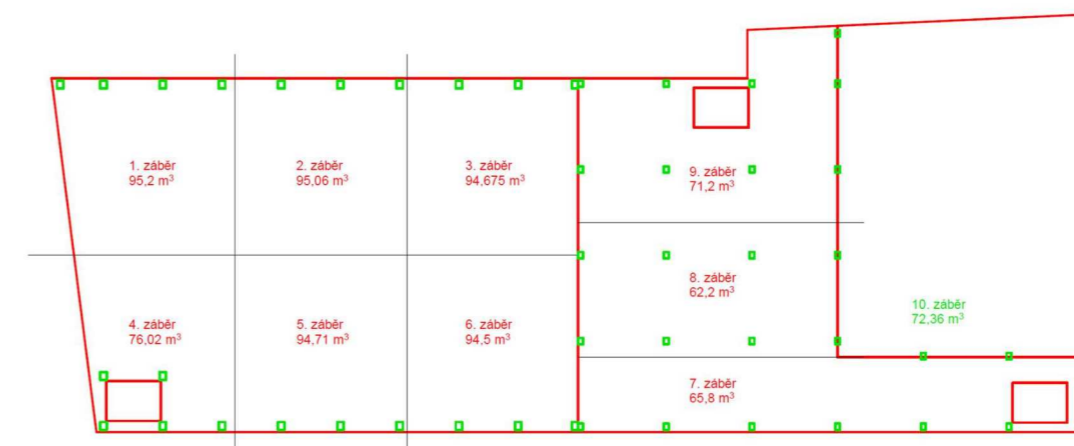 1. záběr
95,2 m³
2. záběr
95,06 m³
3. záběr
94,675 m³
9. záběr
71,2 m³
8. záběr
62,2 m³
10. záběr
72,36 m³
4. záběr
76,02 m³
5. záběr
94,71 m³
6. záběr
94,5 m³
7. záběr
65,8 m³